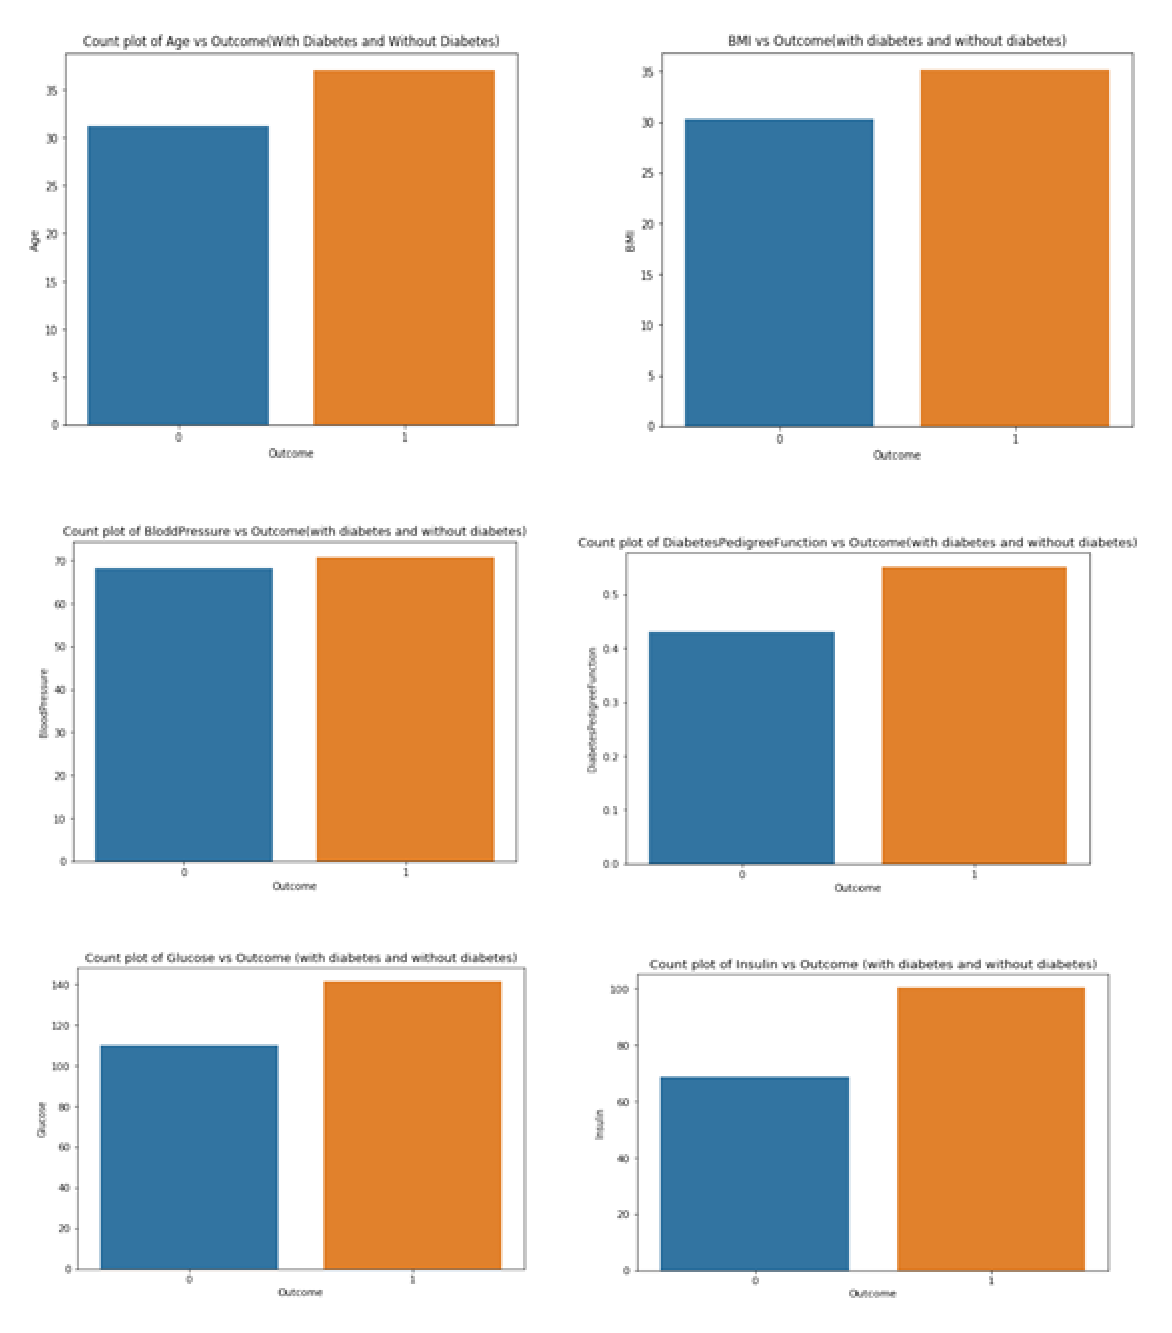 Count plot of Age vs Outcome(With Diabetes and Without Diabetes)
35
30
25
20
15
10
5
0
Age
0 1
Outcome
BMI vs Outcome(with diabetes and without diabetes)
35
30
25
20
15
10
5
0
BMI
0 1
Outcome
Count plot of BloddPressure vs Outcome(with diabetes and without diabetes)
70
60
50
40
30
20
10
0
BloodPressure
0 1
Outcome
Count plot of DiabetesPedigreeFunction vs Outcome(with diabetes and without diabetes)
0.5
0.4
0.3
0.2
0.1
0.0
DiabetesPedigreeFunction
0 1
Outcome
Count plot of Glucose vs Outcome (with diabetes and without diabetes)
140
120
100
80
60
40
20
0
Glucose
0 1
Outcome
Count plot of Insulin vs Outcome (with diabetes and without diabetes)
100
80
60
40
20
0
Insulin
0 1
Outcome